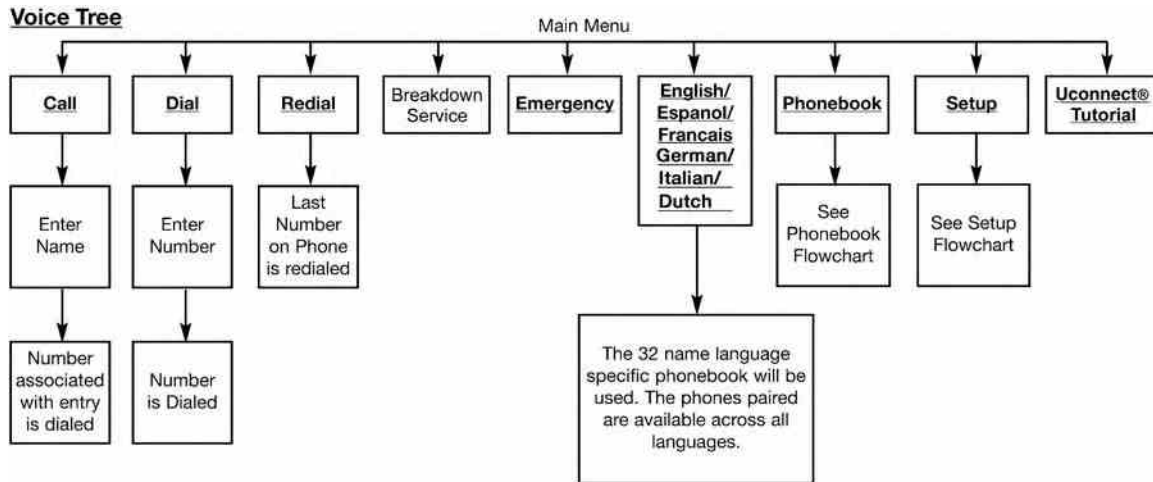 Voice Tree
Main Menu
Call
Dial
Redial
Breakdown
Service
Emergency
English/
Espanol/
Francais
German/
Italian/
Dutch
Phonebook
Setup
Uconnect®
Tutorial
Enter
Name
Enter
Number
Last
Number
on Phone
is redialed
See
Phonebook
Flowchart
See Setup
Flowchart
Number
associated
with entry
is dialed
Number
is Dialed
The 32 name language
specific phonebook will be
used. The phones paired
are available across all
languages.